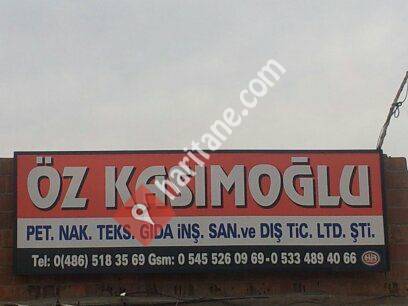 haritane.com
ÖZ KASIMOĞLU
PET. NAK. TEKS. GIDA İNŞ. SAN.ve DIŞ TİC. LTD. ŞTİ.
Tel: 0(486) 518 35 69 Gsm: 0 545 526 09 69 - 0 533 489 40 66